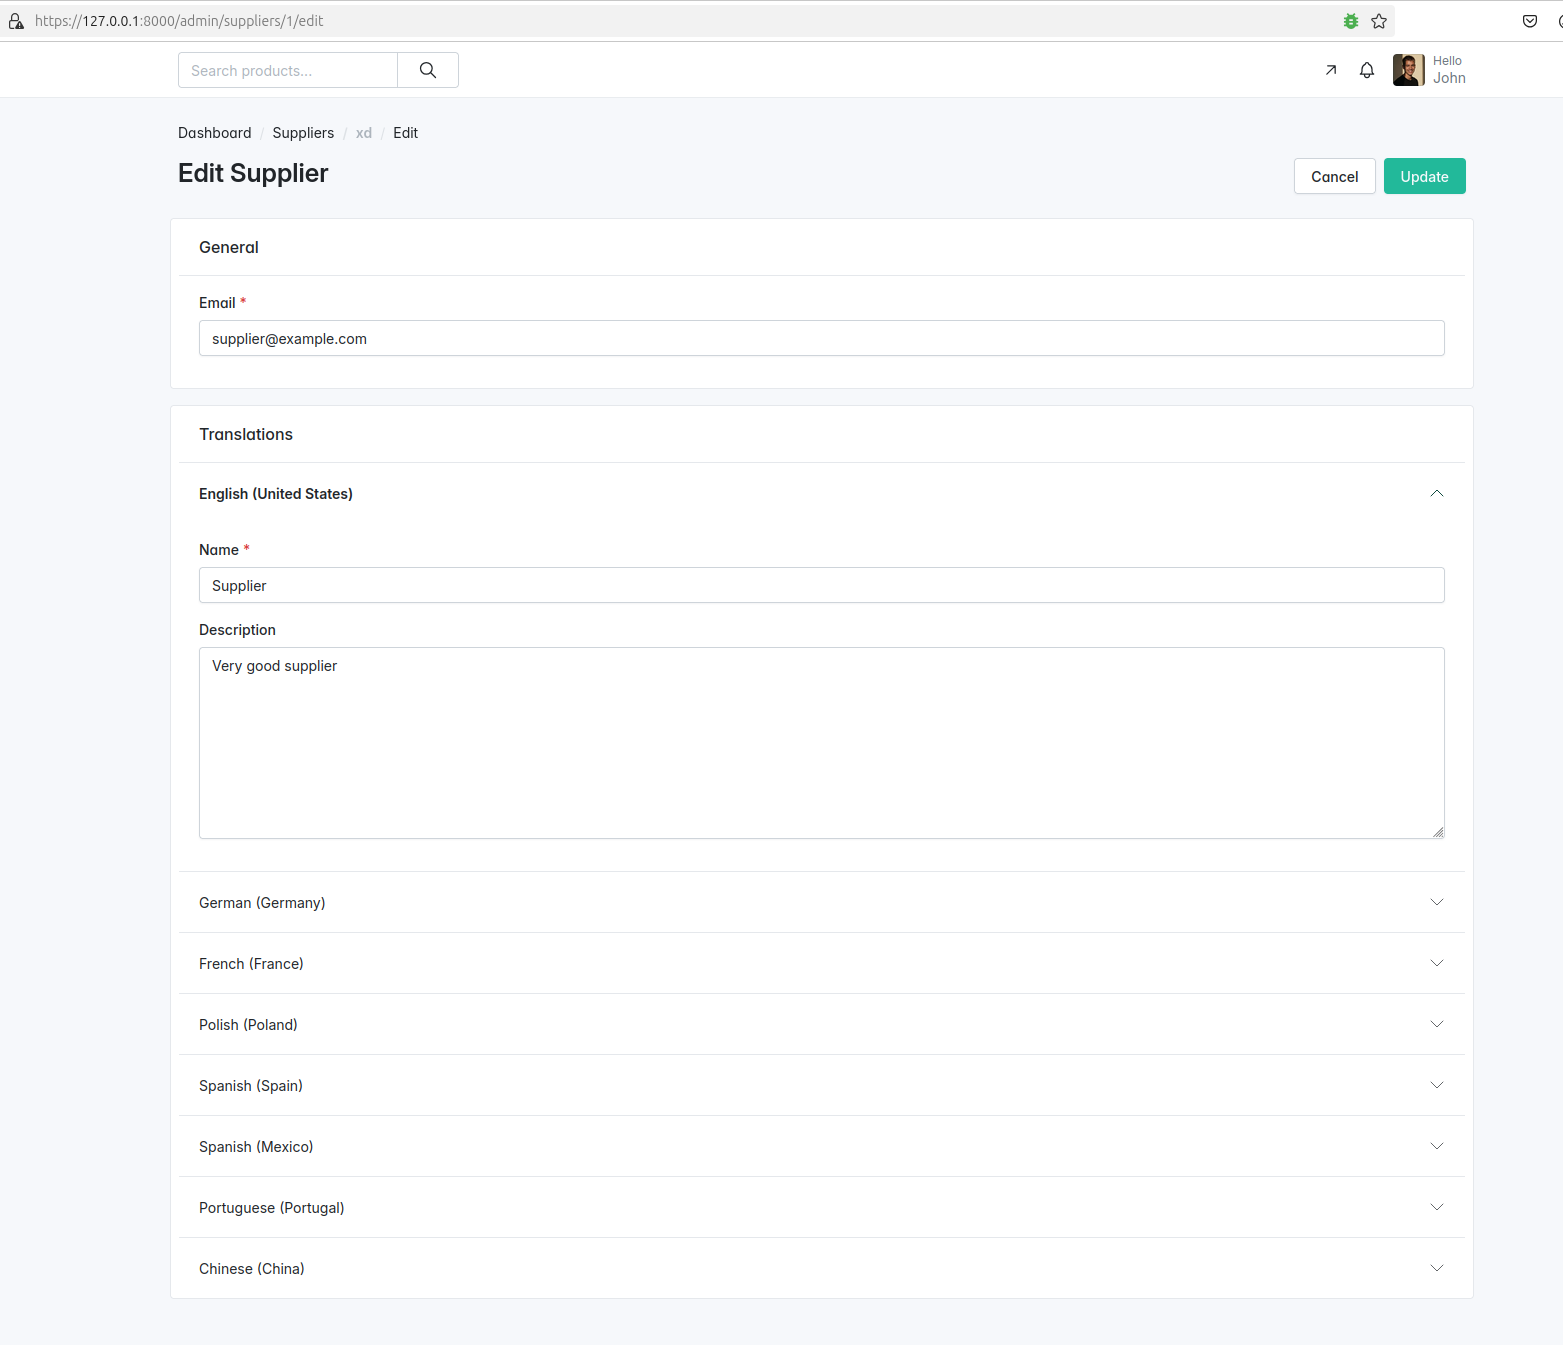 https://127.0.0.1:8000/admin/suppliers/1/edit
Search products...
Hello
John
Dashboard / Suppliers / xd / Edit
Edit Supplier
Cancel
Update
General
Email *
supplier@example.com
Translations
English (United States)
Name *
Supplier
Description
Very good supplier
German (Germany)
French (France)
Polish (Poland)
Spanish (Spain)
Spanish (Mexico)
Portuguese (Portugal)
Chinese (China)